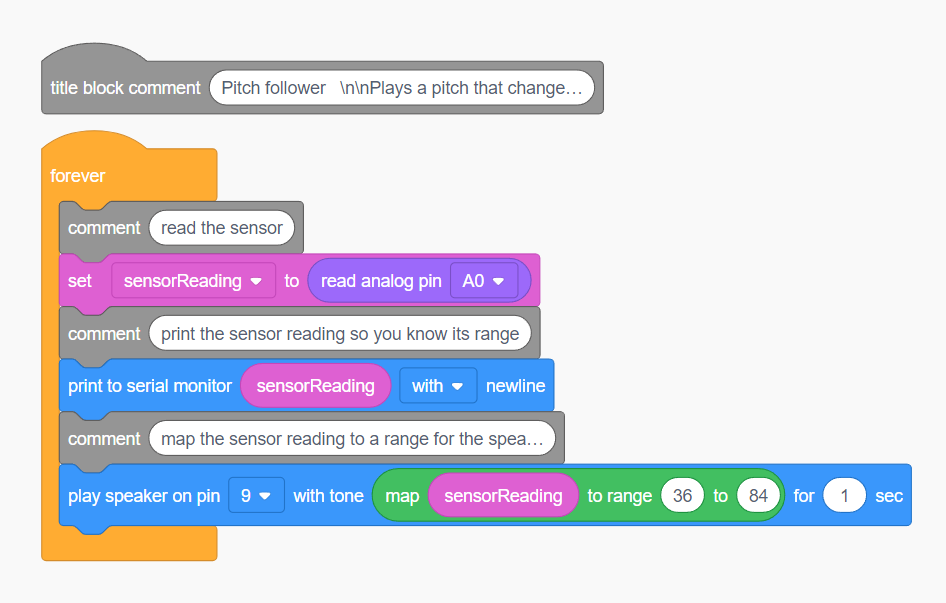 title block comment Pitch follower \n\nPlays a pitch that change…
forever
comment read the sensor
set sensorReading to read analog pin A0
comment print the sensor reading so you know its range
print to serial monitor sensorReading with newline
comment map the sensor reading to a range for the spea…
play speaker on pin 9 with tone map sensorReading to range 36 to 84 for 1 sec